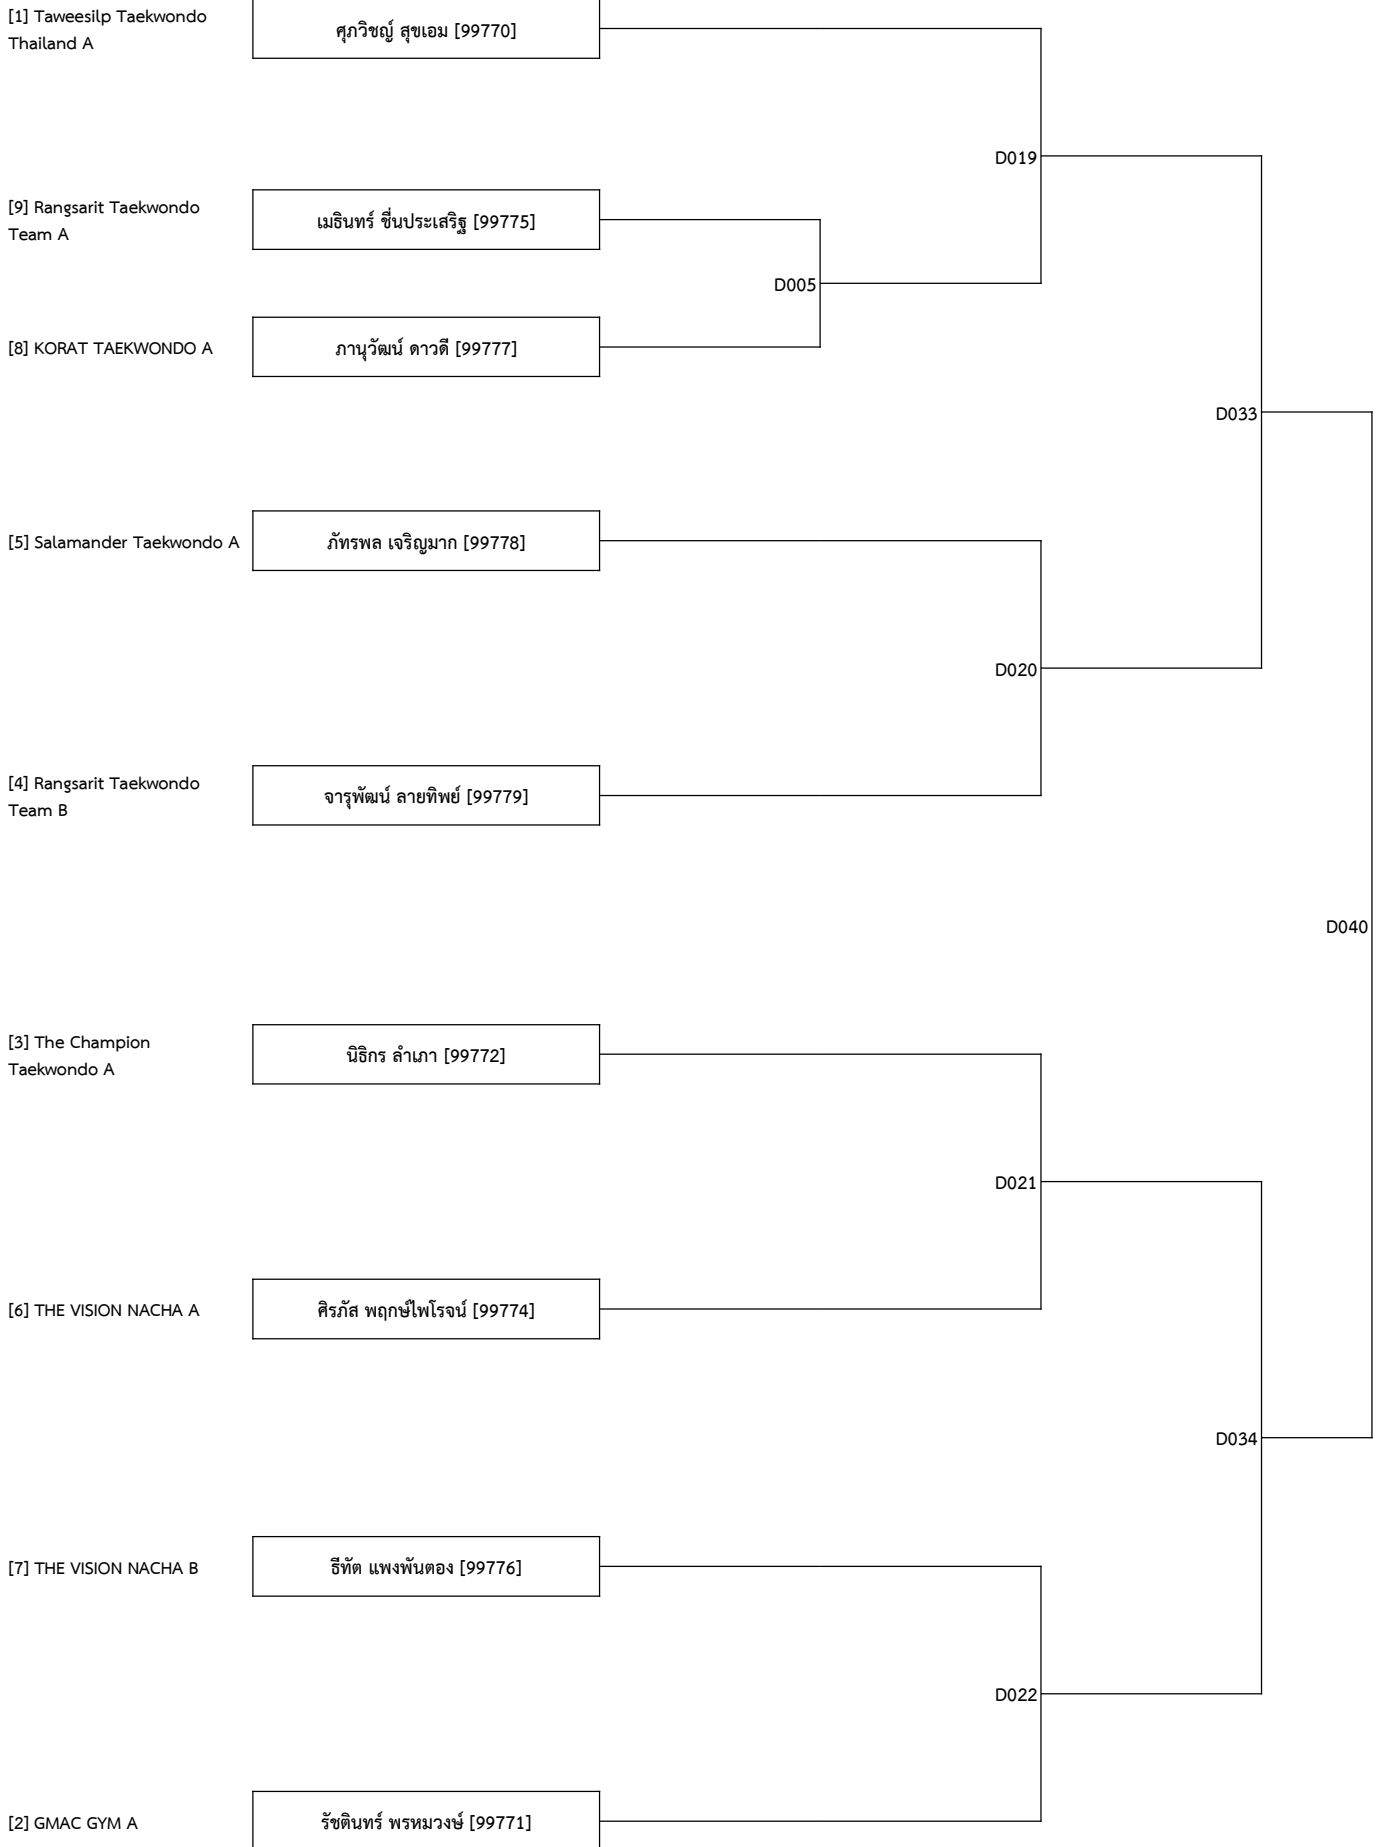 [1] Taweesilp Taekwondo
Thailand A
ศุภวิชญ์ สุขเอม [99770]
D019
[9] Rangsarit Taekwondo
Team A
เมธินทร์ ชื่นประเสริฐ [99775]
D005
[8] KORAT TAEKWONDO A
ภานุวัฒน์ ดาวดี [99777]
D033
[5] Salamander Taekwondo A
ภัทรพล เจริญมาก [99778]
D020
[4] Rangsarit Taekwondo
Team B
จารุพัฒน์ ลายทิพย์ [99779]
D040
[3] The Champion
Taekwondo A
นิธิกร ลำเภา [99772]
D021
[6] THE VISION NACHA A
ศิรภัส พฤกษ์ไพโรจน์ [99774]
D034
[7] THE VISION NACHA B
ธีทัต แพงพันตอง [99776]
D022
[2] GMAC GYM A
รัชตินทร์ พรหมวงษ์ [99771]